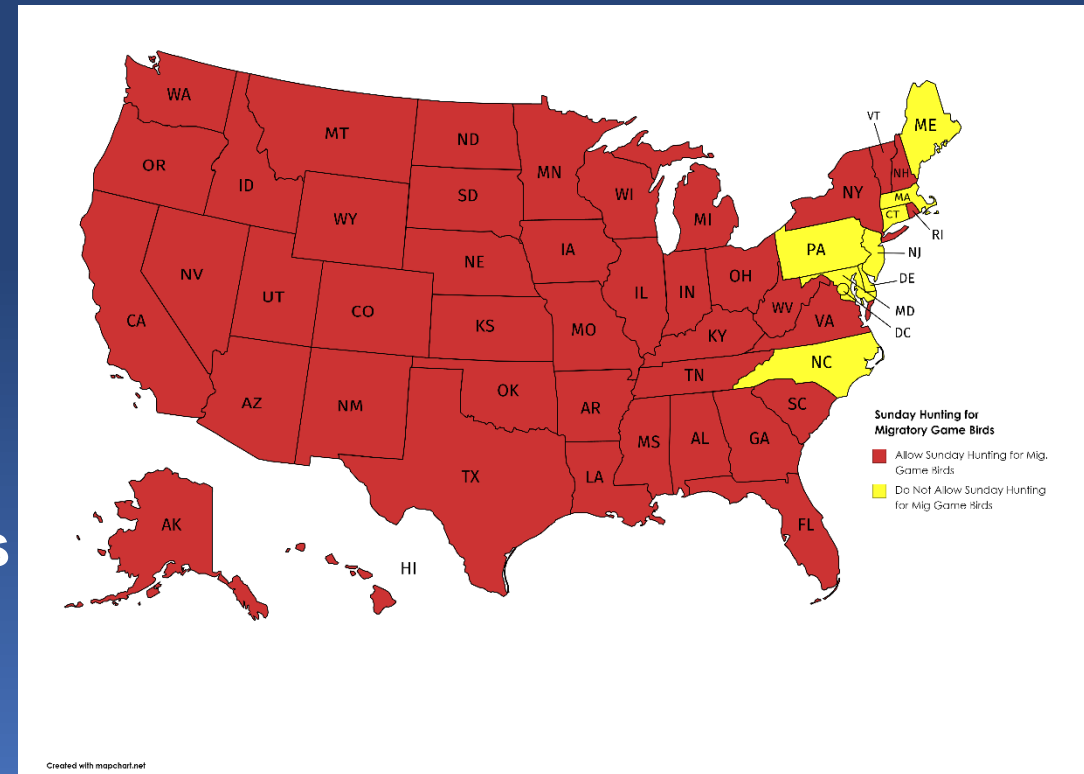 WA
MT
ND
MN
OR
ID
SD
WI
MI
VT
ME
NH
NY
MA
CT
RI
WY
IA
NE
PA
NJ
DE
MD
DC
NV
UT
CO
IL
IN
OH
WV
VA
CA
KS
MO
KY
NC
TN
AZ
NM
OK
AR
SC
MS
AL
GA
TX
LA
FL
AK
HI
Sunday Hunting for
Migratory Game Birds
Allow Sunday Hunting for Mig.
Game Birds
Do Not Allow Sunday Hunting
for Mig Game Birds
s
Created with mapchart.net